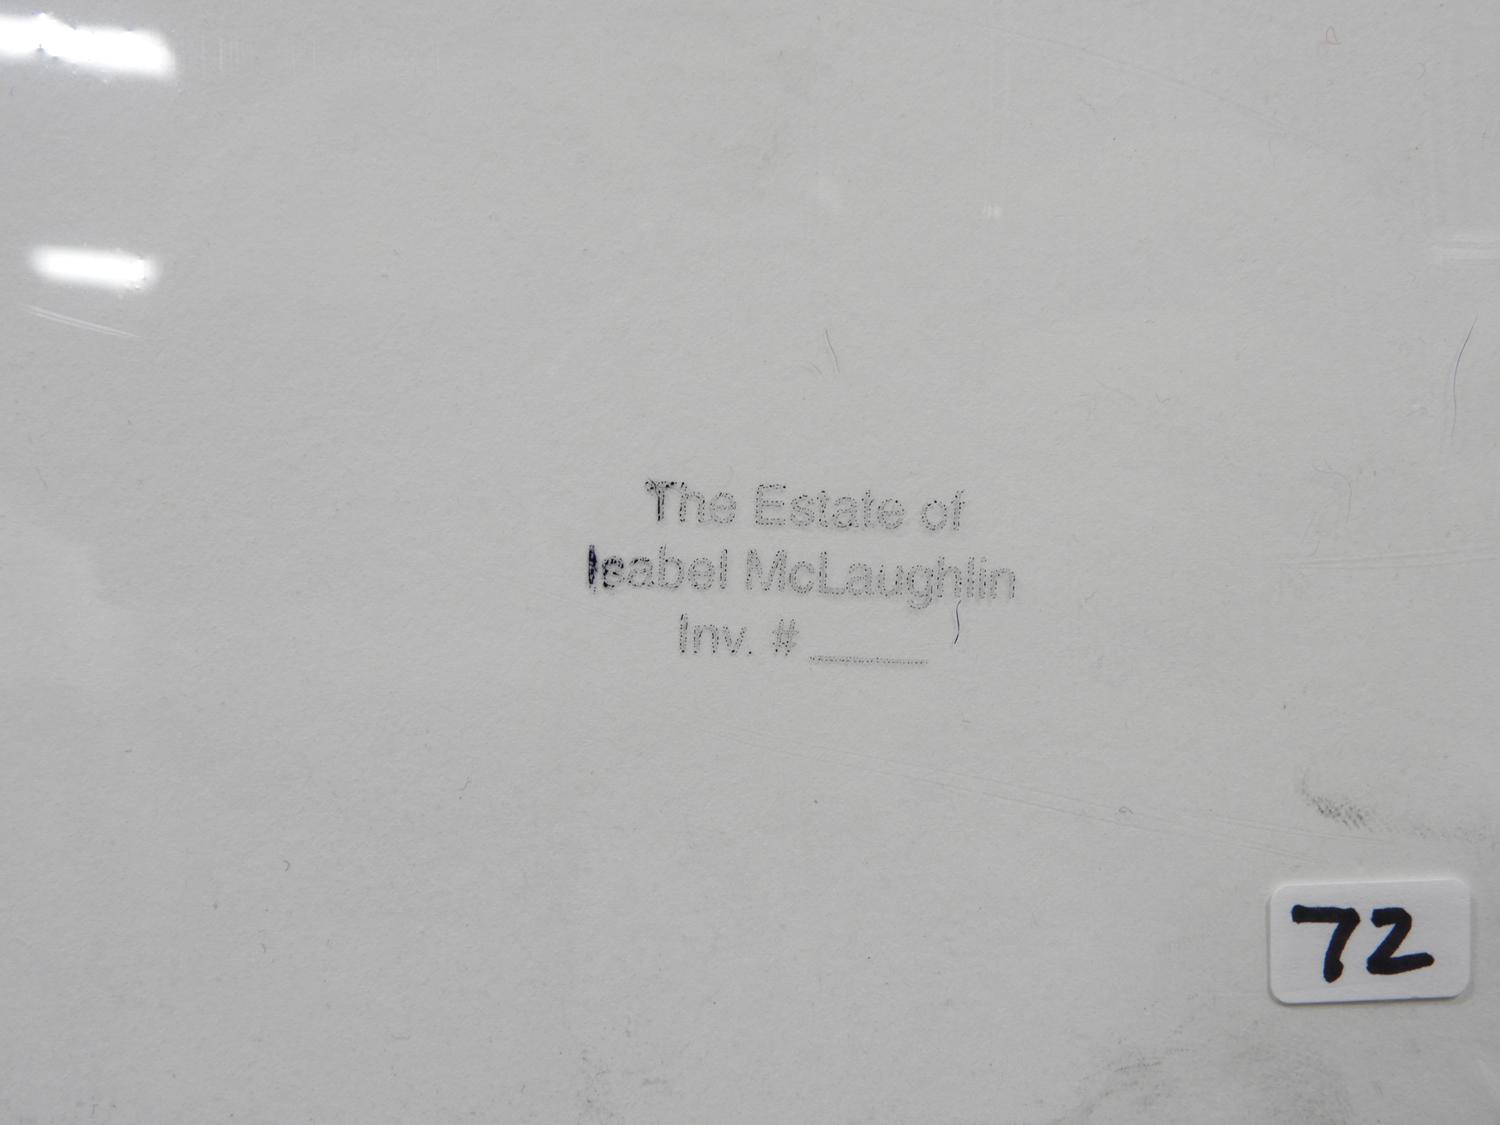 The Estate of
Isabel McLaughlin
Inv. # ____
72